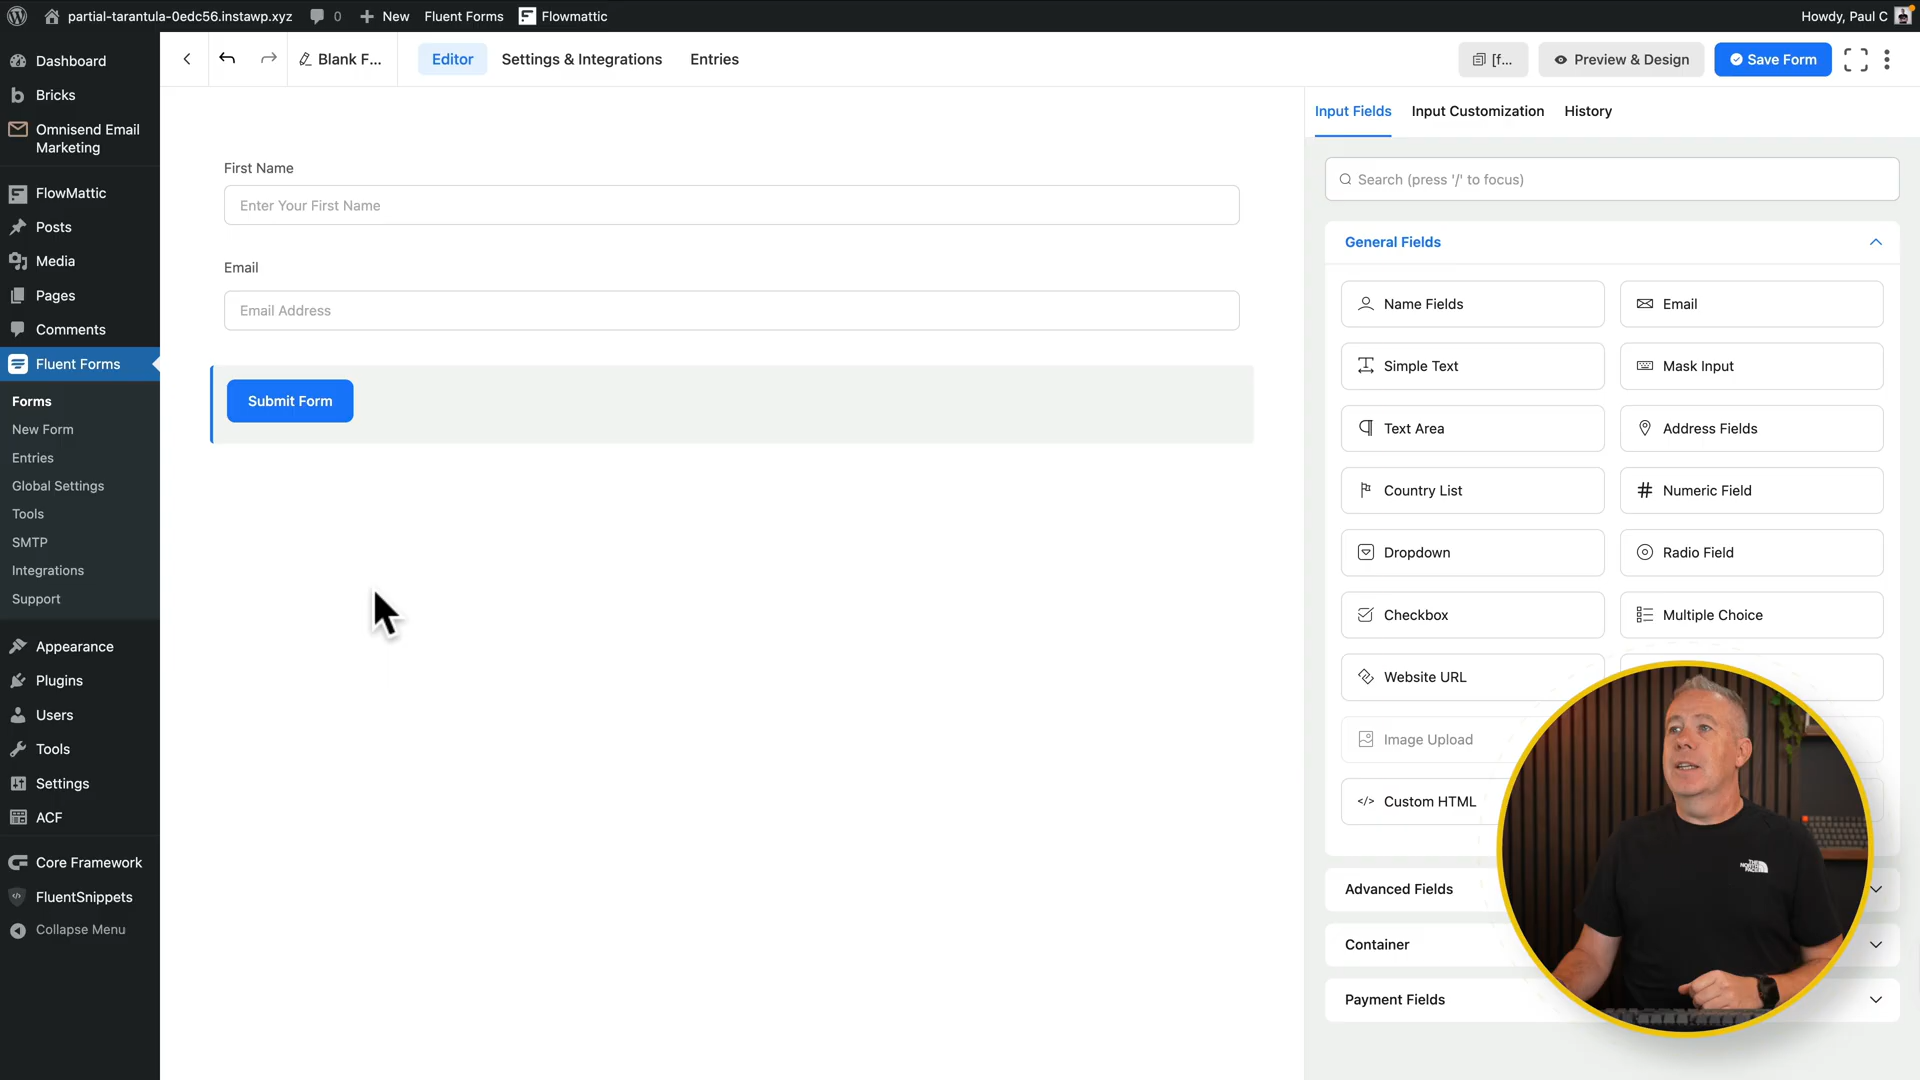 partial-tarantula-0edc56.instawp.xyz
0
New
Fluent Forms
Flowmattic
Howdy, Paul C
Dashboard
Bricks
Omnisend Email
Marketing
FlowMattic
Posts
Media
Pages
Comments
Fluent Forms
Forms
New Form
Entries
Global Settings
Tools
SMTP
Integrations
Support
Appearance
Plugins
Users
Tools
Settings
ACF
Core Framework
FluentSnippets
Collapse Menu
Blank F...
Editor
Settings & Integrations
Entries
[f...
Preview & Design
Save Form
First Name
Enter Your First Name
Email
Email Address
Submit Form
Input Fields
Input Customization
History
Search (press '/' to focus)
General Fields
Name Fields
Email
Simple Text
Mask Input
Text Area
Address Fields
Country List
Numeric Field
Dropdown
Radio Field
Checkbox
Multiple Choice
Website URL
Image Upload
Custom HTML
Advanced Fields
Container
Payment Fields
THE
NORTH
FACE